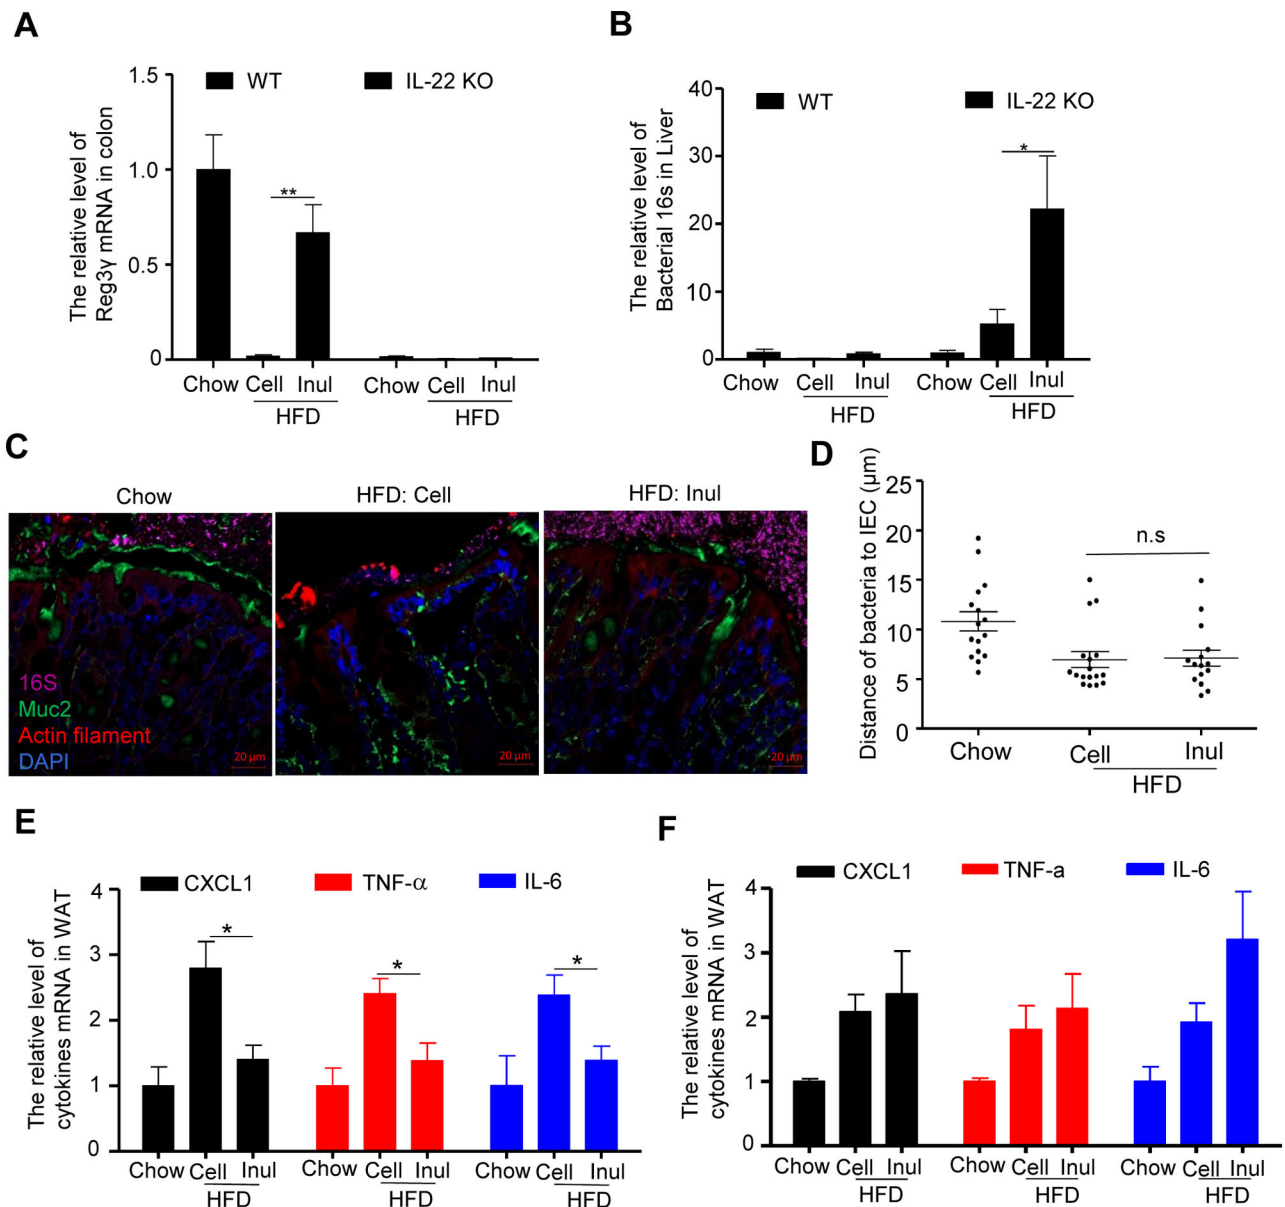 A
The relative level of
Reg3γ mRNA in colon
WT
IL-22 KO
1.5
1.0
0.5
0
**
Chow
Cell
Inul
HFD
Chow
Cell
Inul
HFD
B
The relative level of
Bacterial 16s in Liver
WT
IL-22 KO
40
30
20
10
0
*
Chow
Cell
Inul
HFD
Chow
Cell
Inul
HFD
C
Chow
HFD: Cell
HFD: Inul
16S
Muc2
Actin filament
DAPI
20 µm
20 µm
20 µm
D
Distance of bacteria to IEC (µm)
25
20
15
10
5
0
n.s
Chow
Cell
Inul
HFD
E
The relative level of
cytokines mRNA in WAT
CXCL1
TNF-α
IL-6
4
3
2
1
0
*
*
*
Chow
Cell
Inul
HFD
Chow
Cell
Inul
HFD
Chow
Cell
Inul
HFD
F
The relative level of
cytokines mRNA in WAT
CXCL1
TNF-a
IL-6
4
3
2
1
0
Chow
Cell
Inul
HFD
Chow
Cell
Inul
HFD
Chow
Cell
Inul
HFD